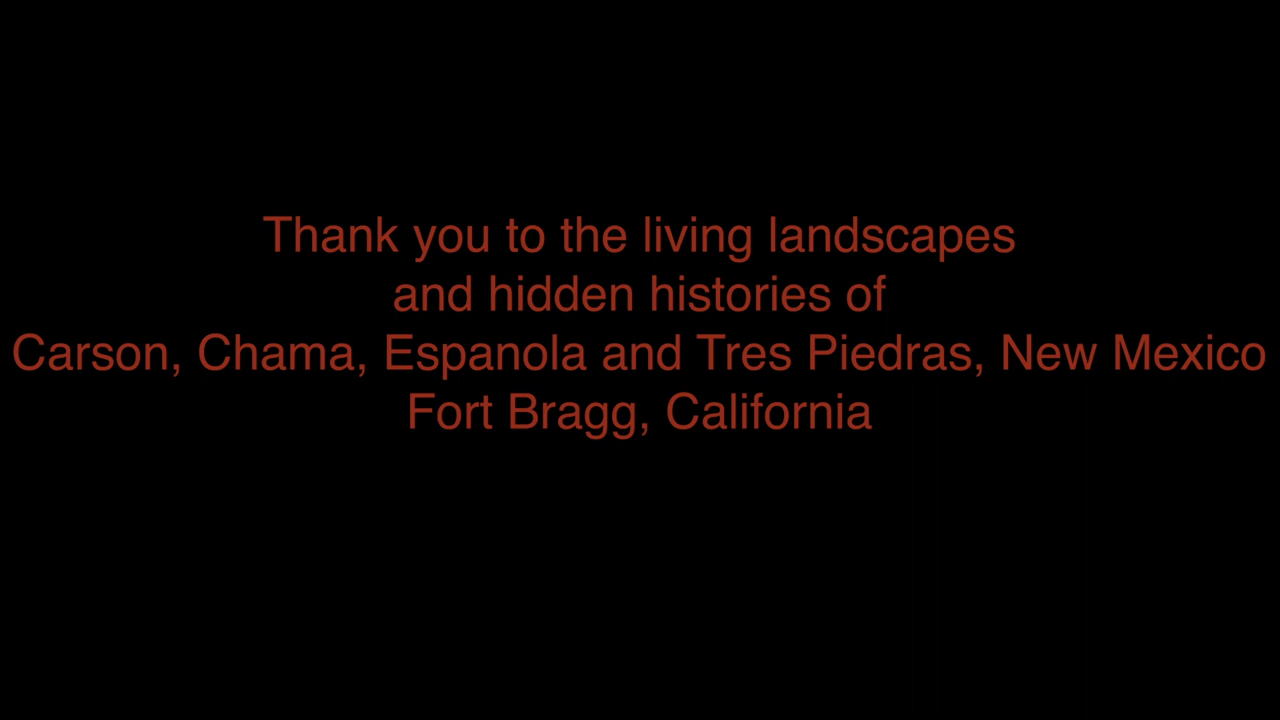 Thank you to the living landscapes
and hidden histories of
Carson, Chama, Espanola and Tres Piedras, New Mexico
Fort Bragg, California